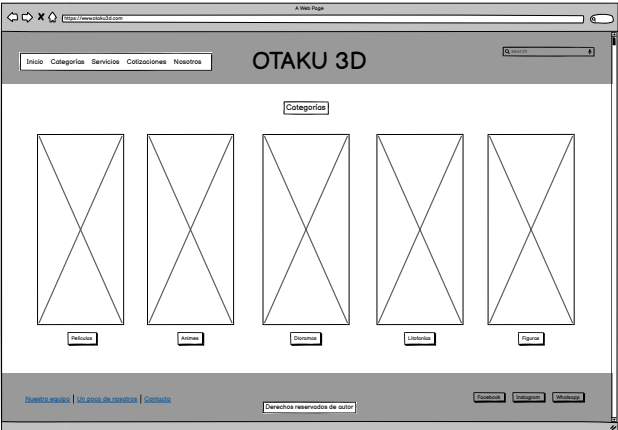 A Web Page
https://www.otaku3d.com
Inicio Categorías Servicios Cotizaciones Nosotros
OTAKU 3D
search
Categorías
Películas
Animes
Dioramas
Litofanías
Figuras
Nuestro equipo | Un poco de nosotros | Contacto
Derechos reservados de autor
Facebook
Instagram
Whatsapp